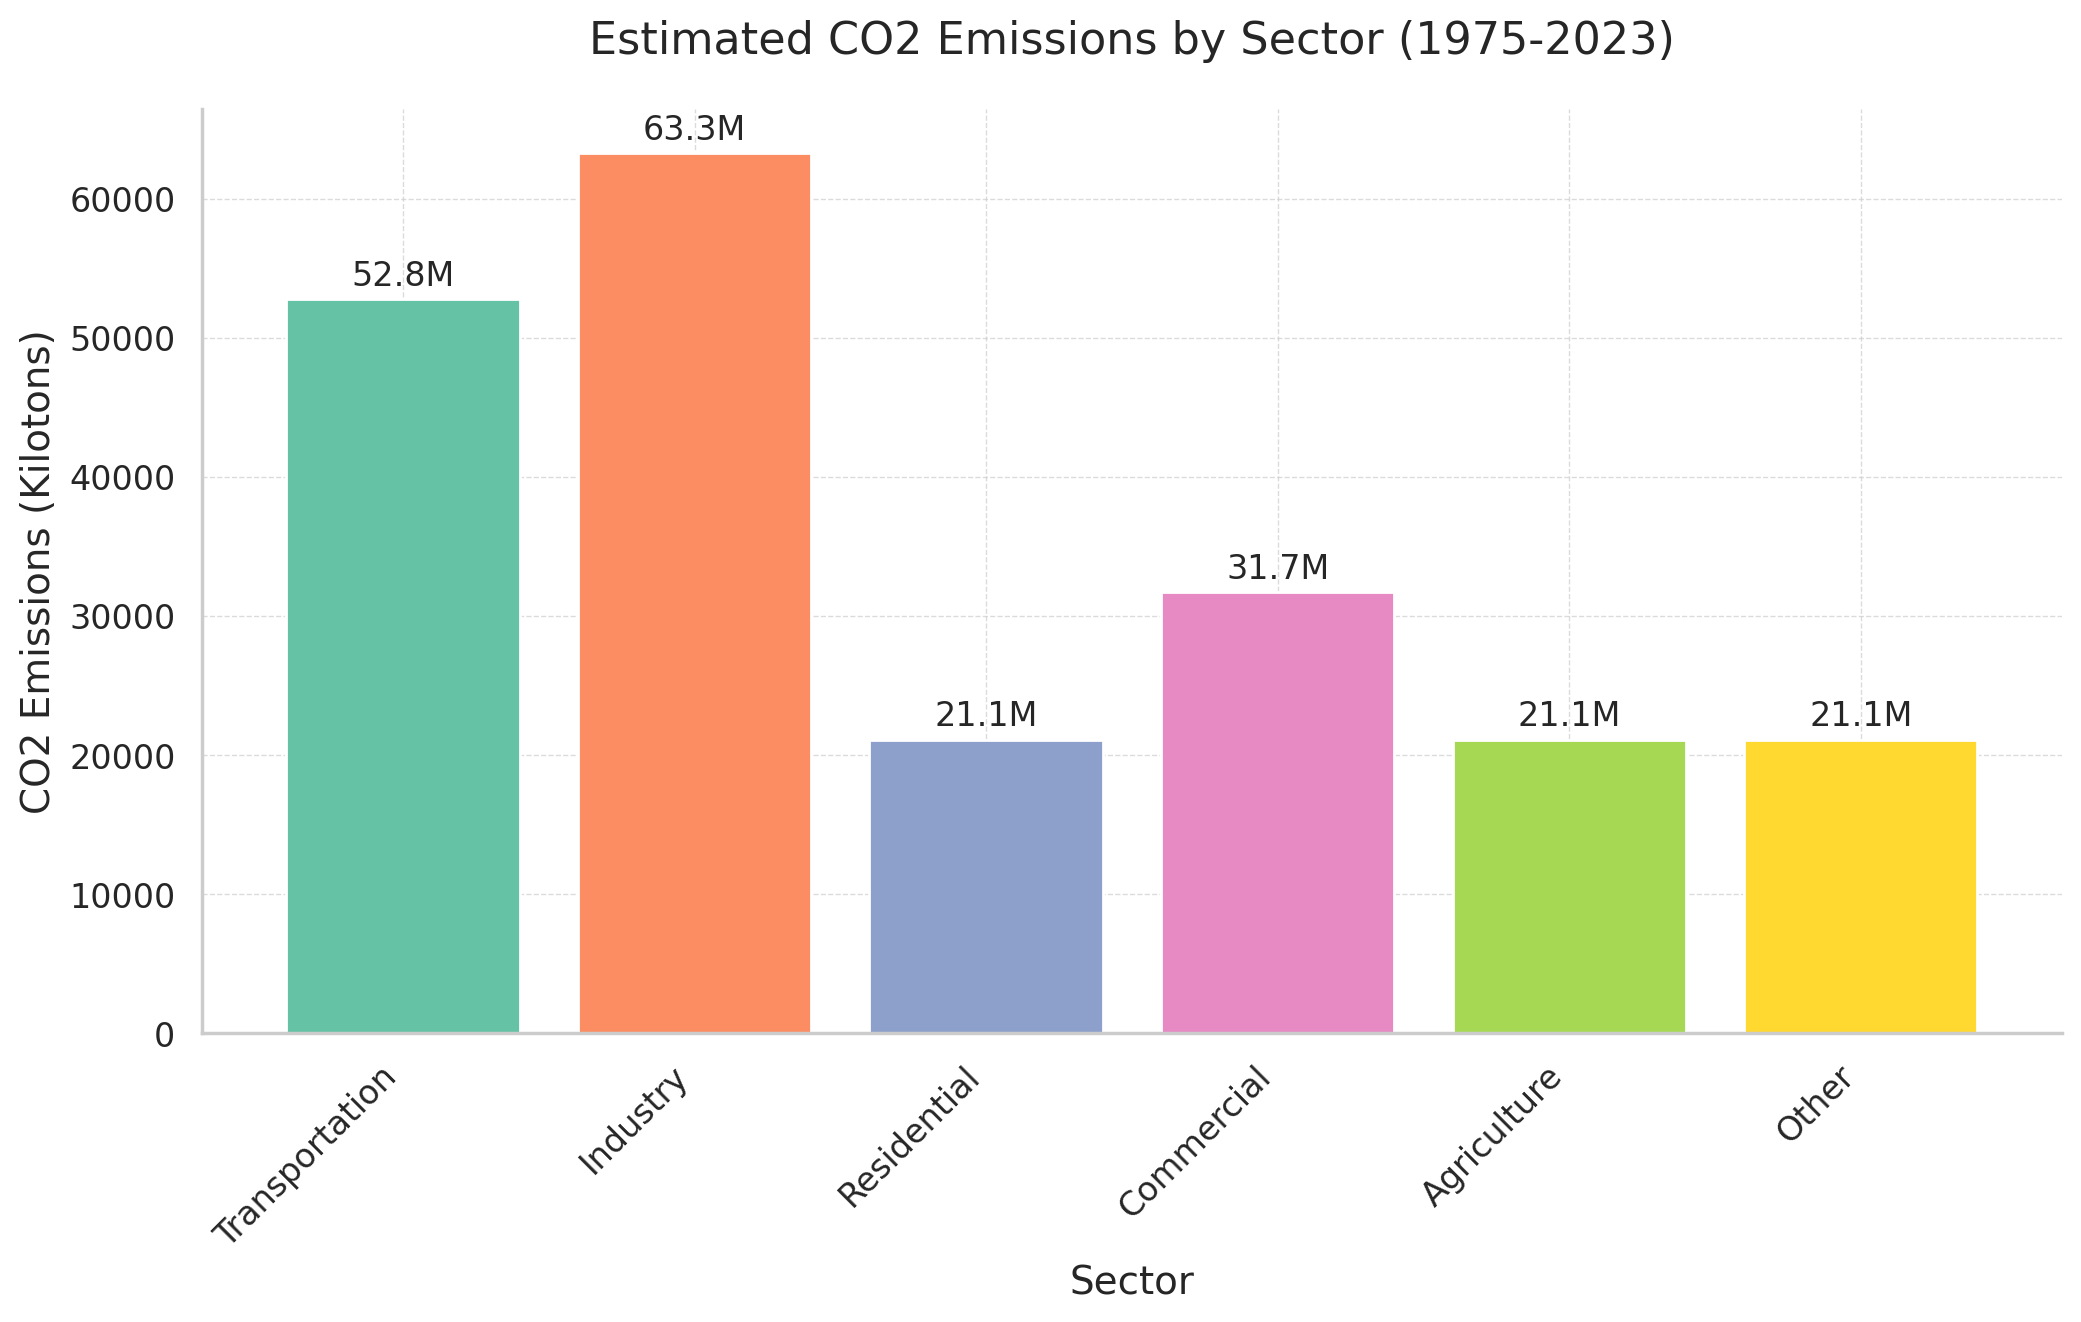 Estimated CO2 Emissions by Sector (1975-2023)
CO2 Emissions (Kilotons)
60000
50000
40000
30000
20000
10000
0
52.8M
63.3M
21.1M
31.7M
21.1M
21.1M
Transportation
Industry
Residential
Commercial
Agriculture
Other
Sector